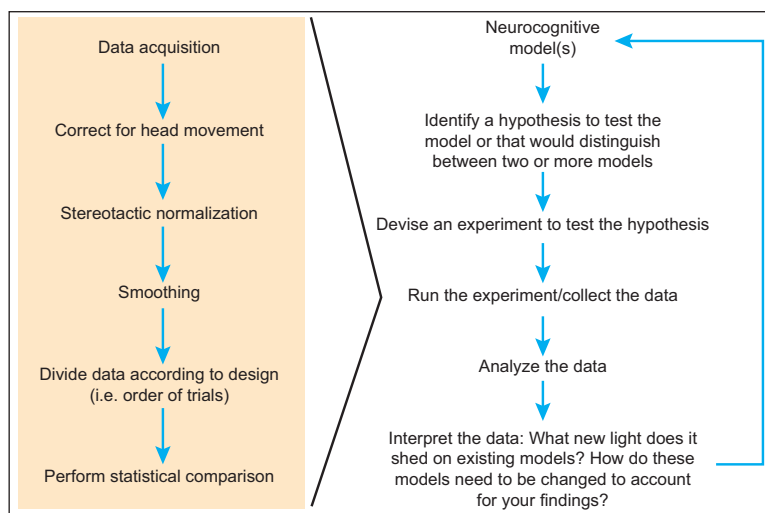 Data acquisition
Correct for head movement
Stereotactic normalization
Smoothing
Divide data according to design
(i.e. order of trials)
Perform statistical comparison
Neurocognitive
model(s)
Identify a hypothesis to test the
model or that would distinguish
between two or more models
Devise an experiment to test the hypothesis
Run the experiment/collect the data
Analyze the data
Interpret the data: What new light does it
shed on existing models? How do these
models need to be changed to account
for your findings?